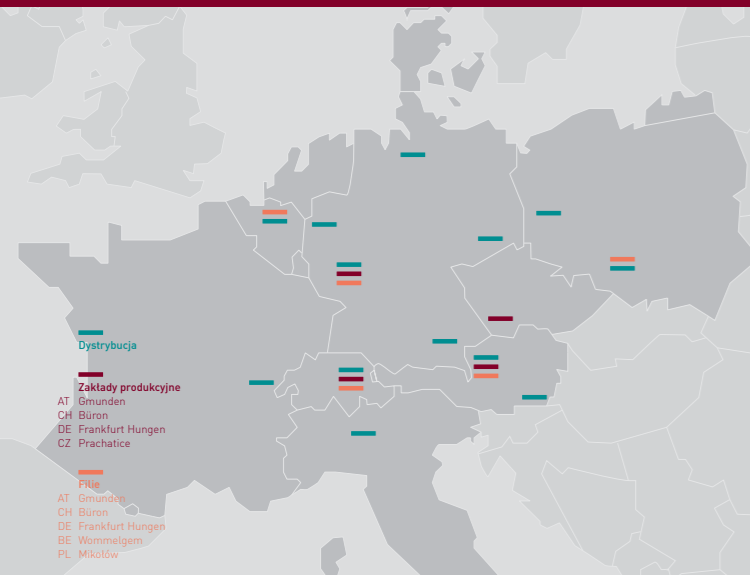 Dystrybucja
Zakłady produkcyjne
AT Gmunden
CH Büron
DE Frankfurt Hungen
CZ Prachatice
Filie
AT Gmunden
CH Büron
DE Frankfurt Hungen
BE Wommelgem
PL Mikołów